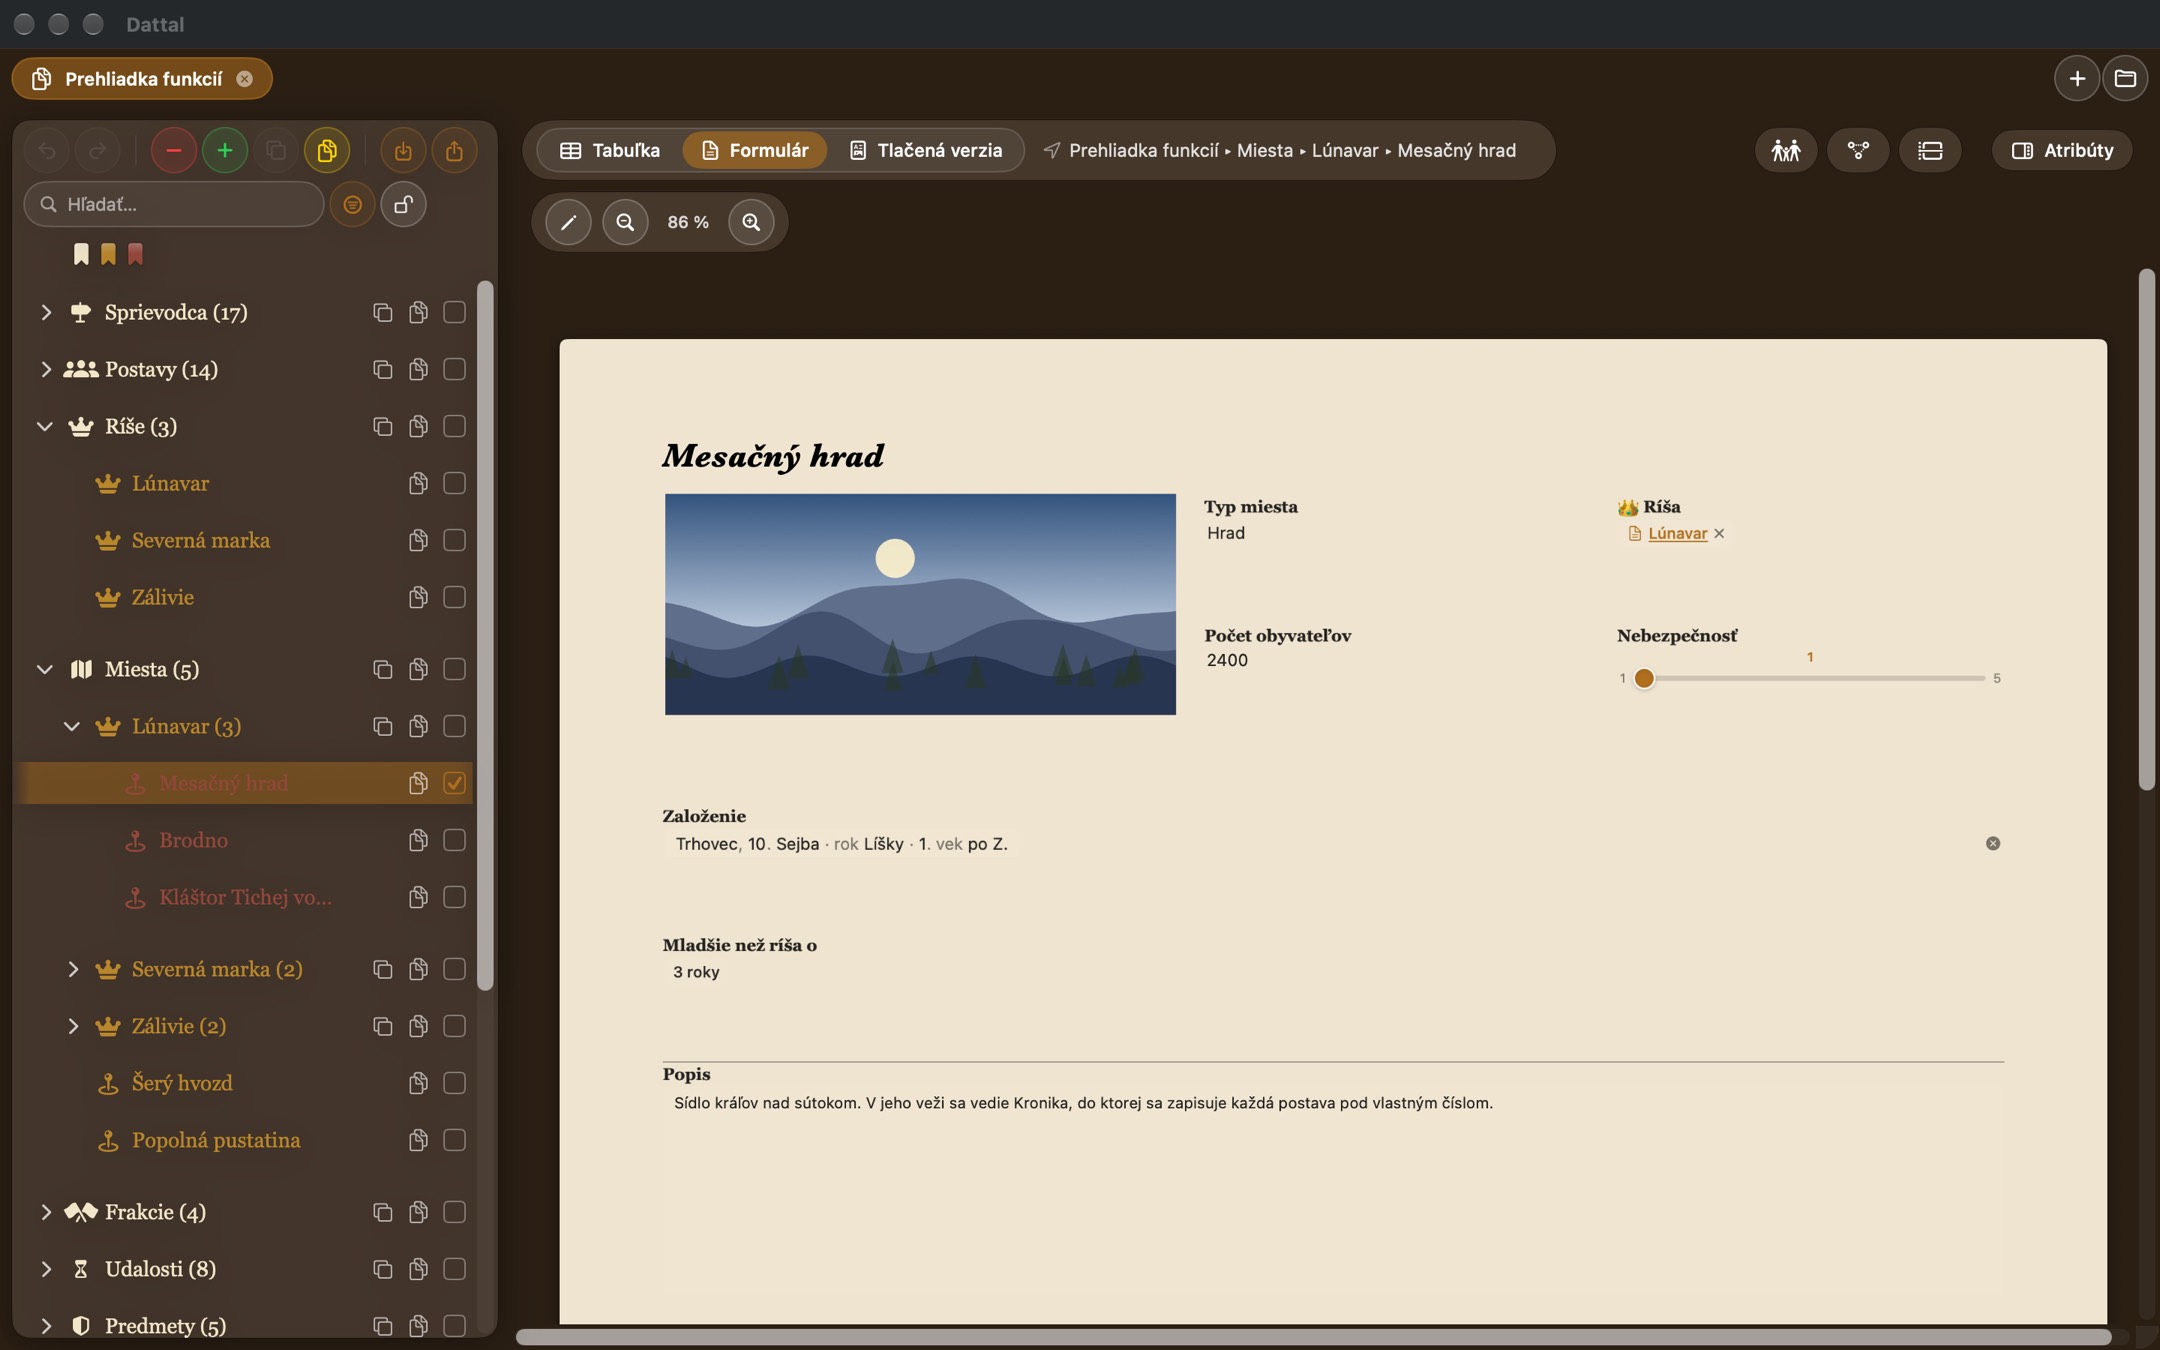 Dattal
Prehliadka funkcií
Hľadať...
Sprievodca (17)
Postavy (14)
Ríše (3)
Lúnavar
Severná marka
Zálivie
Miesta (5)
Lúnavar (3)
Mesačný hrad
Brodno
Kláštor Tichej vo...
Severná marka (2)
Zálivie (2)
Šerý hvozd
Popolná pustatina
Frakcie (4)
Udalosti (8)
Predmety (5)
Tabuľka Formulár Tlačená verzia Prehliadka funkcií ▸ Miesta ▸ Lúnavar ▸ Mesačný hrad
Atribúty
86 %
Mesačný hrad
Typ miesta
Hrad
Ríša
Lúnavar
Počet obyvateľov
2400
Nebezpečnosť
1
1 5
Založenie
Trhovec, 10. Sejba · rok Líšky · 1. vek po Z.
Mladšie než ríša o
3 roky
Popis
Sídlo kráľov nad sútokom. V jeho veži sa vedie Kronika, do ktorej sa zapisuje každá postava pod vlastným číslom.